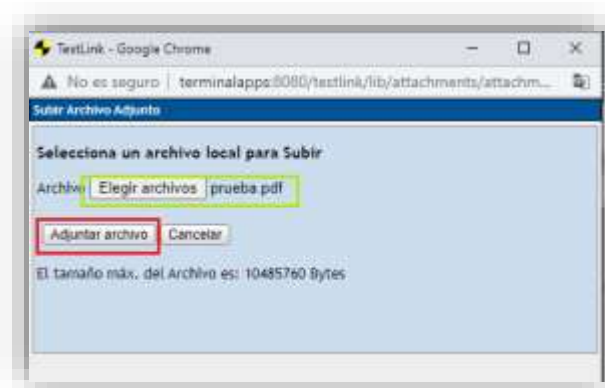 TestLink - Google Chrome
No es seguro | terminalapps:8080/testlink/lib/attachments/attachm...
Subir Archivo Adjunto
Selecciona un archivo local para Subir
Archivo Elegir archivos prueba.pdf
Adjuntar archivo Cancelar
El tamaño máx. del Archivo es: 10485760 Bytes